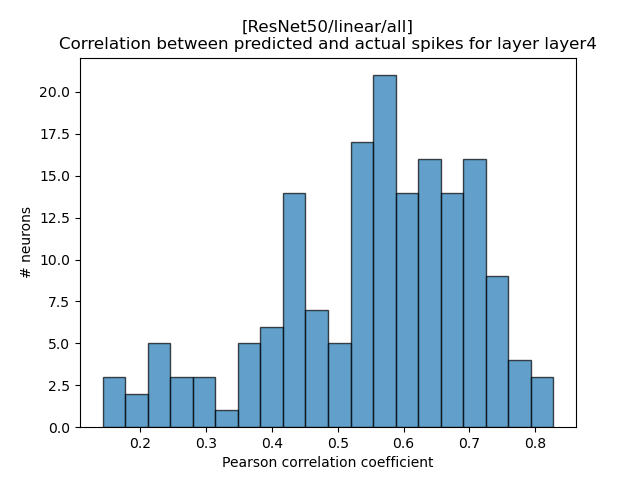 [ResNet50/linear/all]
Correlation between predicted and actual spikes for layer layer4
20.0
17.5
15.0
12.5
10.0
7.5
5.0
2.5
0.0
# neurons
0.2 0.3 0.4 0.5 0.6 0.7 0.8
Pearson correlation coefficient